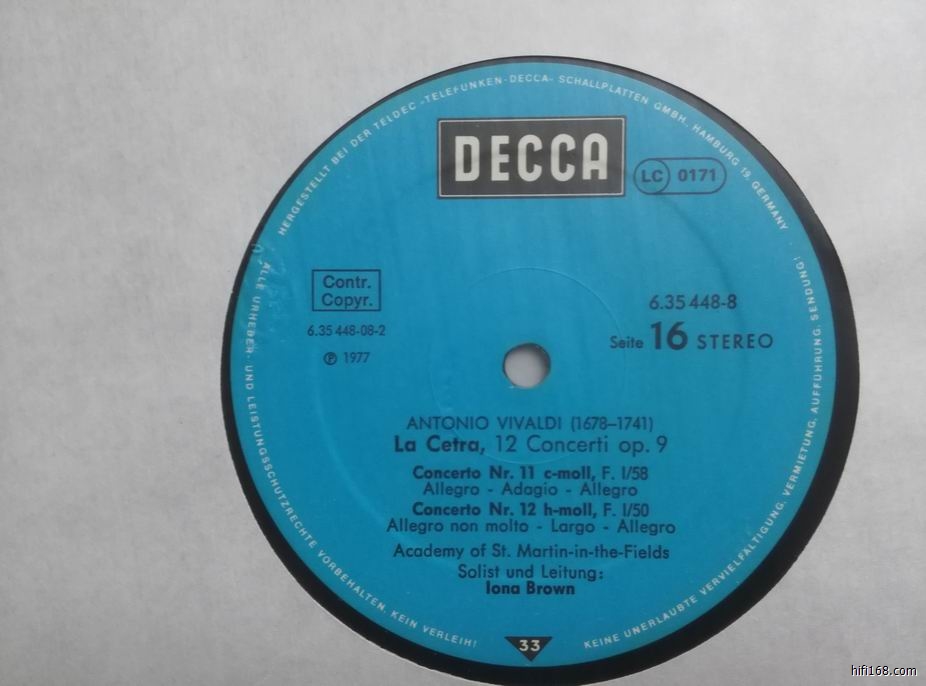 HERGESTELLT BEI DER TELDEC »TELEFUNKEN-DECCA« SCHALLPLATTEN GMBH, HAMBURG 19, GERMANY
DECCA
LC 0171
Contr.
Copyr.
6.35 448-08-2
℗ 1977
6.35 448-8
Seite 16 STEREO
ANTONIO VIVALDI (1678–1741)
La Cetra, 12 Concerti op. 9
Concerto Nr. 11 c-moll, F. I/58
Allegro - Adagio - Allegro
Concerto Nr. 12 h-moll, F. I/50
Allegro non molto - Largo - Allegro
Academy of St. Martin-in-the-Fields
Solist und Leitung:
Iona Brown
33
ALLE URHEBER- UND LEISTUNGSSCHUTZRECHTE VORBEHALTEN. KEIN VERLEIH!
KEINE UNERLAUBTE VERVIELFÄLTIGUNG, VERMIETUNG, AUFFÜHRUNG, SENDUNG!
hifi168.com